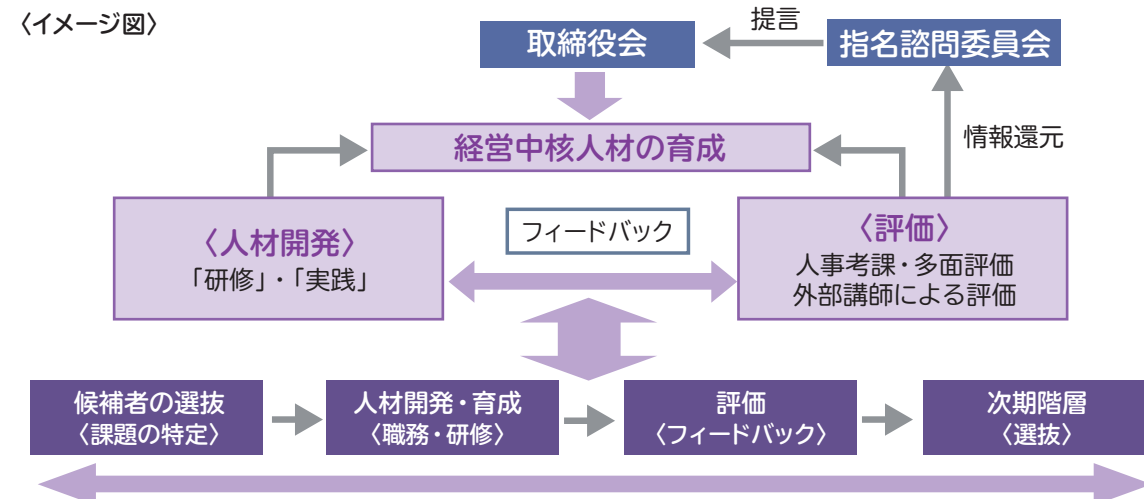 〈イメージ図〉
取締役会
提言
指名諮問委員会
情報還元
経営中核人材の育成
〈人材開発〉
「研修」・「実践」
フィードバック
〈評価〉
人事考課・多面評価
外部講師による評価
候補者の選抜
〈課題の特定〉
人材開発・育成
〈職務・研修〉
評価
〈フィードバック〉
次期階層
〈選抜〉